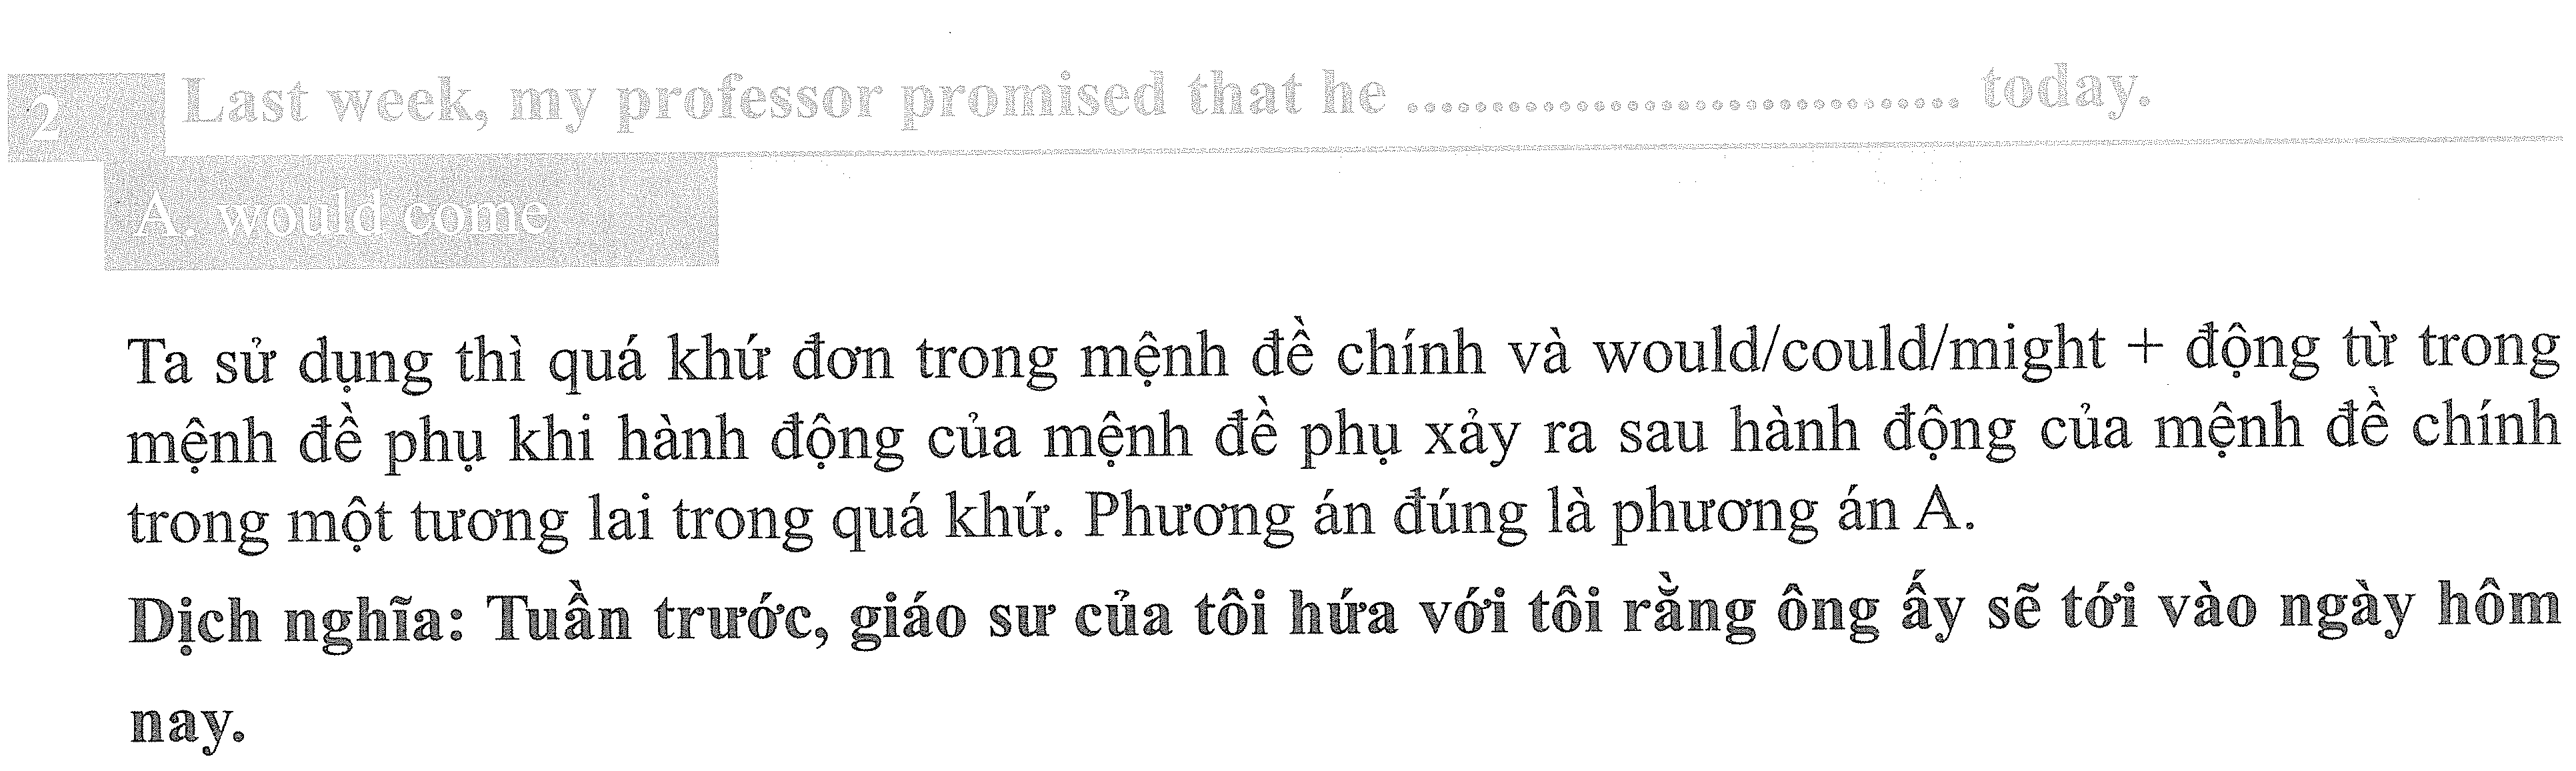 2 Last week, my professor promised that he ................................. today.
A. would come
Ta sử dụng thì quá khứ đơn trong mệnh đề chính và would/could/might + động từ trong
mệnh đề phụ khi hành động của mệnh đề phụ xảy ra sau hành động của mệnh đề chính
trong một tương lai trong quá khứ. Phương án đúng là phương án A.
Dịch nghĩa: Tuần trước, giáo sư của tôi hứa với tôi rằng ông ấy sẽ tới vào ngày hôm
nay.